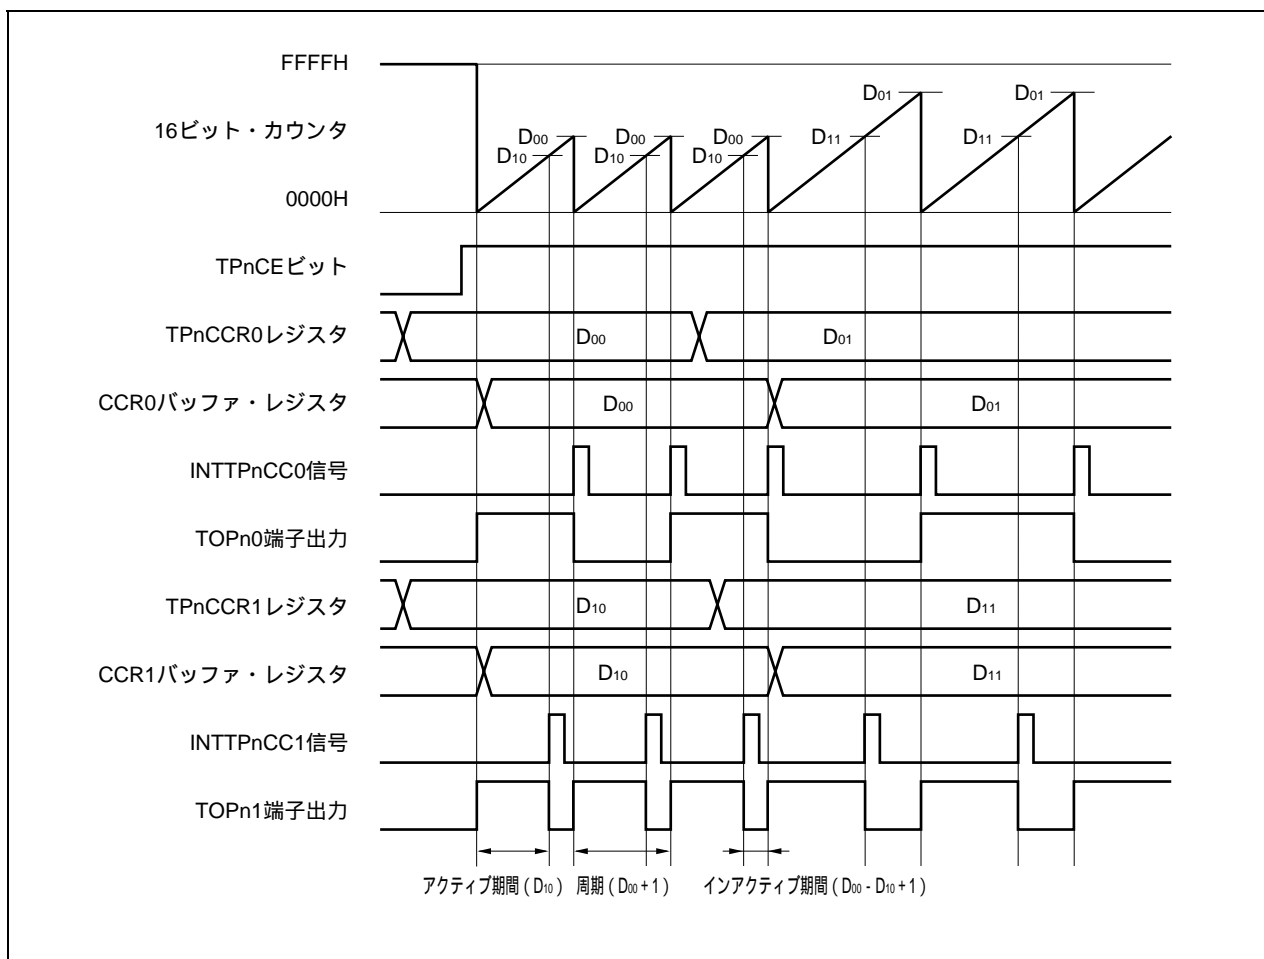 FFFFH
16ビット・カウンタ
0000H
D00 D00 D00 D01 D01
D10 D10 D10 D11 D11
TPnCEビット
TPnCCR0レジスタ D00 D01
CCR0バッファ・レジスタ D00 D01
INTTPnCC0信号
TOPn0端子出力
TPnCCR1レジスタ D10 D11
CCR1バッファ・レジスタ D10 D11
INTTPnCC1信号
TOPn1端子出力
アクティブ期間(D10) 周期(D00+1) インアクティブ期間(D00 - D10+1)